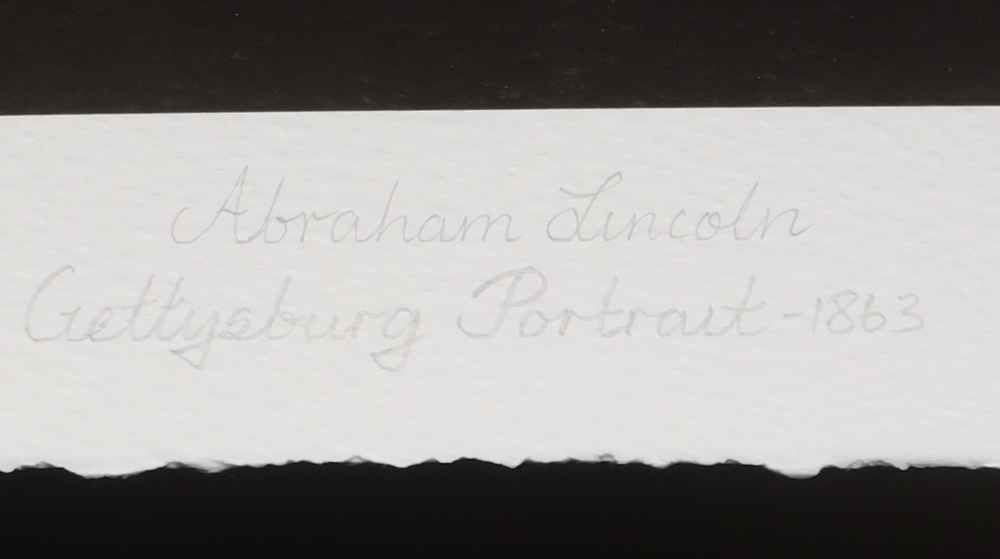 Abraham Lincoln
Gettysburg Portrait - 1863